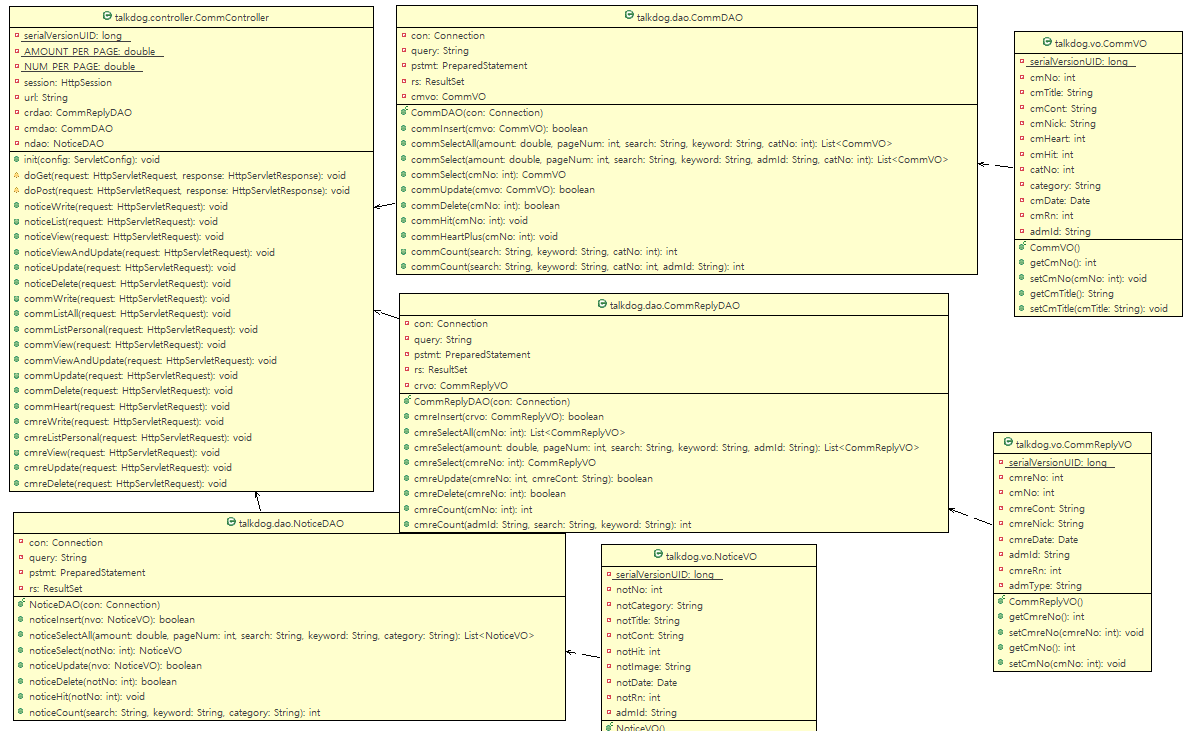 talkdog.controller.CommController
serialVersionUID: long
AMOUNT_PER_PAGE: double
NUM_PER_PAGE: double
session: HttpSession
url: String
crdao: CommReplyDAO
cmdao: CommDAO
ndao: NoticeDAO
init(config: ServletConfig): void
doGet(request: HttpServletRequest, response: HttpServletResponse): void
doPost(request: HttpServletRequest, response: HttpServletResponse): void
noticeWrite(request: HttpServletRequest): void
noticeList(request: HttpServletRequest): void
noticeView(request: HttpServletRequest): void
noticeViewAndUpdate(request: HttpServletRequest): void
noticeUpdate(request: HttpServletRequest): void
noticeDelete(request: HttpServletRequest): void
commWrite(request: HttpServletRequest): void
commListAll(request: HttpServletRequest): void
commListPersonal(request: HttpServletRequest): void
commView(request: HttpServletRequest): void
commViewAndUpdate(request: HttpServletRequest): void
commUpdate(request: HttpServletRequest): void
commDelete(request: HttpServletRequest): void
commHeart(request: HttpServletRequest): void
cmreWrite(request: HttpServletRequest): void
cmreListPersonal(request: HttpServletRequest): void
cmreView(request: HttpServletRequest): void
cmreUpdate(request: HttpServletRequest): void
cmreDelete(request: HttpServletRequest): void
talkdog.dao.CommDAO
con: Connection
query: String
pstmt: PreparedStatement
rs: ResultSet
cmvo: CommVO
CommDAO(con: Connection)
commInsert(cmvo: CommVO): boolean
commSelectAll(amount: double, pageNum: int, search: String, keyword: String, catNo: int): List<CommVO>
commSelect(amount: double, pageNum: int, search: String, keyword: String, admId: String, catNo: int): List<CommVO>
commSelect(cmNo: int): CommVO
commUpdate(cmvo: CommVO): boolean
commDelete(cmNo: int): boolean
commHit(cmNo: int): void
commHeartPlus(cmNo: int): void
commCount(search: String, keyword: String, catNo: int): int
commCount(search: String, keyword: String, catNo: int, admId: String): int
talkdog.vo.CommVO
serialVersionUID: long
cmNo: int
cmTitle: String
cmCont: String
cmNick: String
cmHeart: int
cmHit: int
catNo: int
category: String
cmDate: Date
cmRn: int
admId: String
CommVO()
getCmNo(): int
setCmNo(cmNo: int): void
getCmTitle(): String
setCmTitle(cmTitle: String): void
talkdog.dao.CommReplyDAO
con: Connection
query: String
pstmt: PreparedStatement
rs: ResultSet
crvo: CommReplyVO
CommReplyDAO(con: Connection)
cmreInsert(crvo: CommReplyVO): boolean
cmreSelectAll(cmNo: int): List<CommReplyVO>
cmreSelect(amount: double, pageNum: int, search: String, keyword: String, admId: String): List<CommReplyVO>
cmreSelect(cmreNo: int): CommReplyVO
cmreUpdate(cmreNo: int, cmreCont: String): boolean
cmreDelete(cmreNo: int): boolean
cmreCount(cmNo: int): int
cmreCount(admId: String, search: String, keyword: String): int
talkdog.vo.CommReplyVO
serialVersionUID: long
cmreNo: int
cmNo: int
cmreCont: String
cmreNick: String
cmreDate: Date
admId: String
cmreRn: int
admType: String
CommReplyVO()
getCmreNo(): int
setCmreNo(cmreNo: int): void
getCmNo(): int
setCmNo(cmNo: int): void
talkdog.dao.NoticeDAO
con: Connection
query: String
pstmt: PreparedStatement
rs: ResultSet
NoticeDAO(con: Connection)
noticeInsert(nvo: NoticeVO): boolean
noticeSelectAll(amount: double, pageNum: int, search: String, keyword: String, category: String): List<NoticeVO>
noticeSelect(notNo: int): NoticeVO
noticeUpdate(nvo: NoticeVO): boolean
noticeDelete(notNo: int): boolean
noticeHit(notNo: int): void
noticeCount(search: String, keyword: String, category: String): int
talkdog.vo.NoticeVO
serialVersionUID: long
notNo: int
notCategory: String
notTitle: String
notCont: String
notHit: int
notImage: String
notDate: Date
notRn: int
admId: String
NoticeVO()